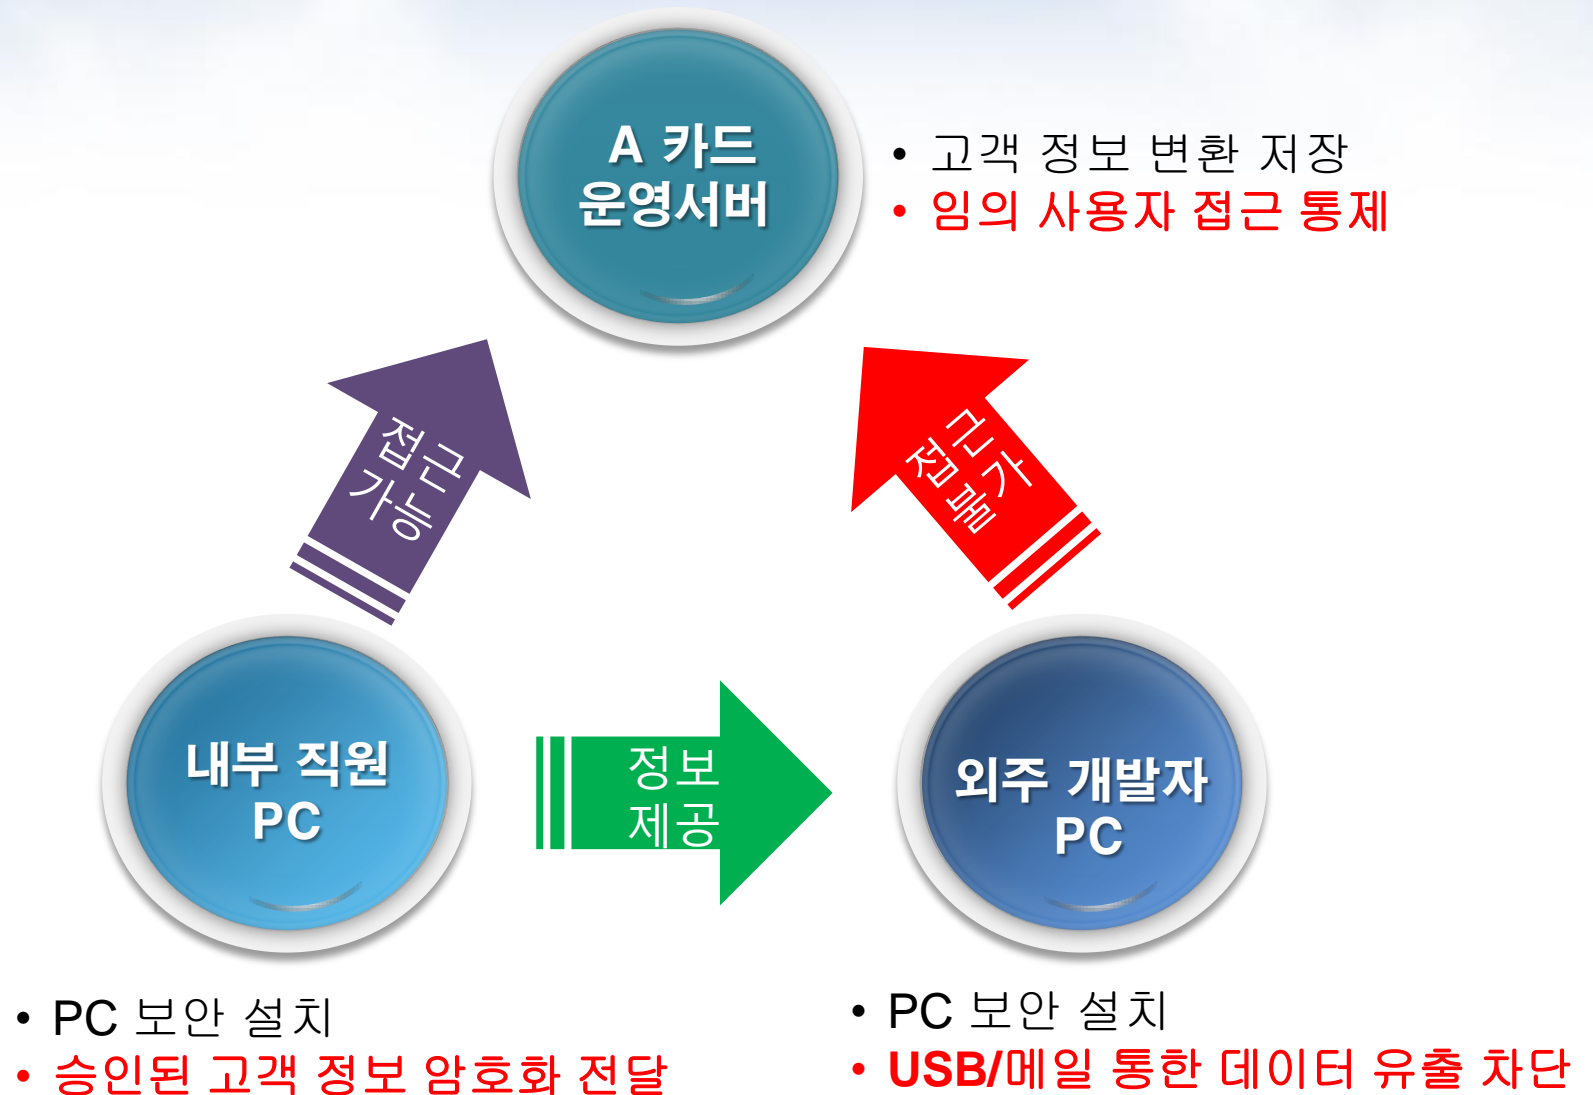 A 카드
운영서버
• 고객 정보 변환 저장
• 임의 사용자 접근 통제
접근
가능
접근
불가
내부 직원
PC
정보
제공
외주 개발자
PC
• PC 보안 설치
• 승인된 고객 정보 암호화 전달
• PC 보안 설치
• USB/메일 통한 데이터 유출 차단